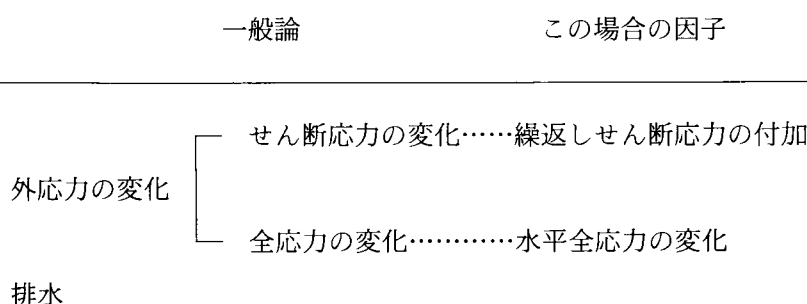 一般論 この場合の因子
せん断応力の変化……繰返しせん断応力の付加
外応力の変化
全応力の変化…………水平全応力の変化
排水